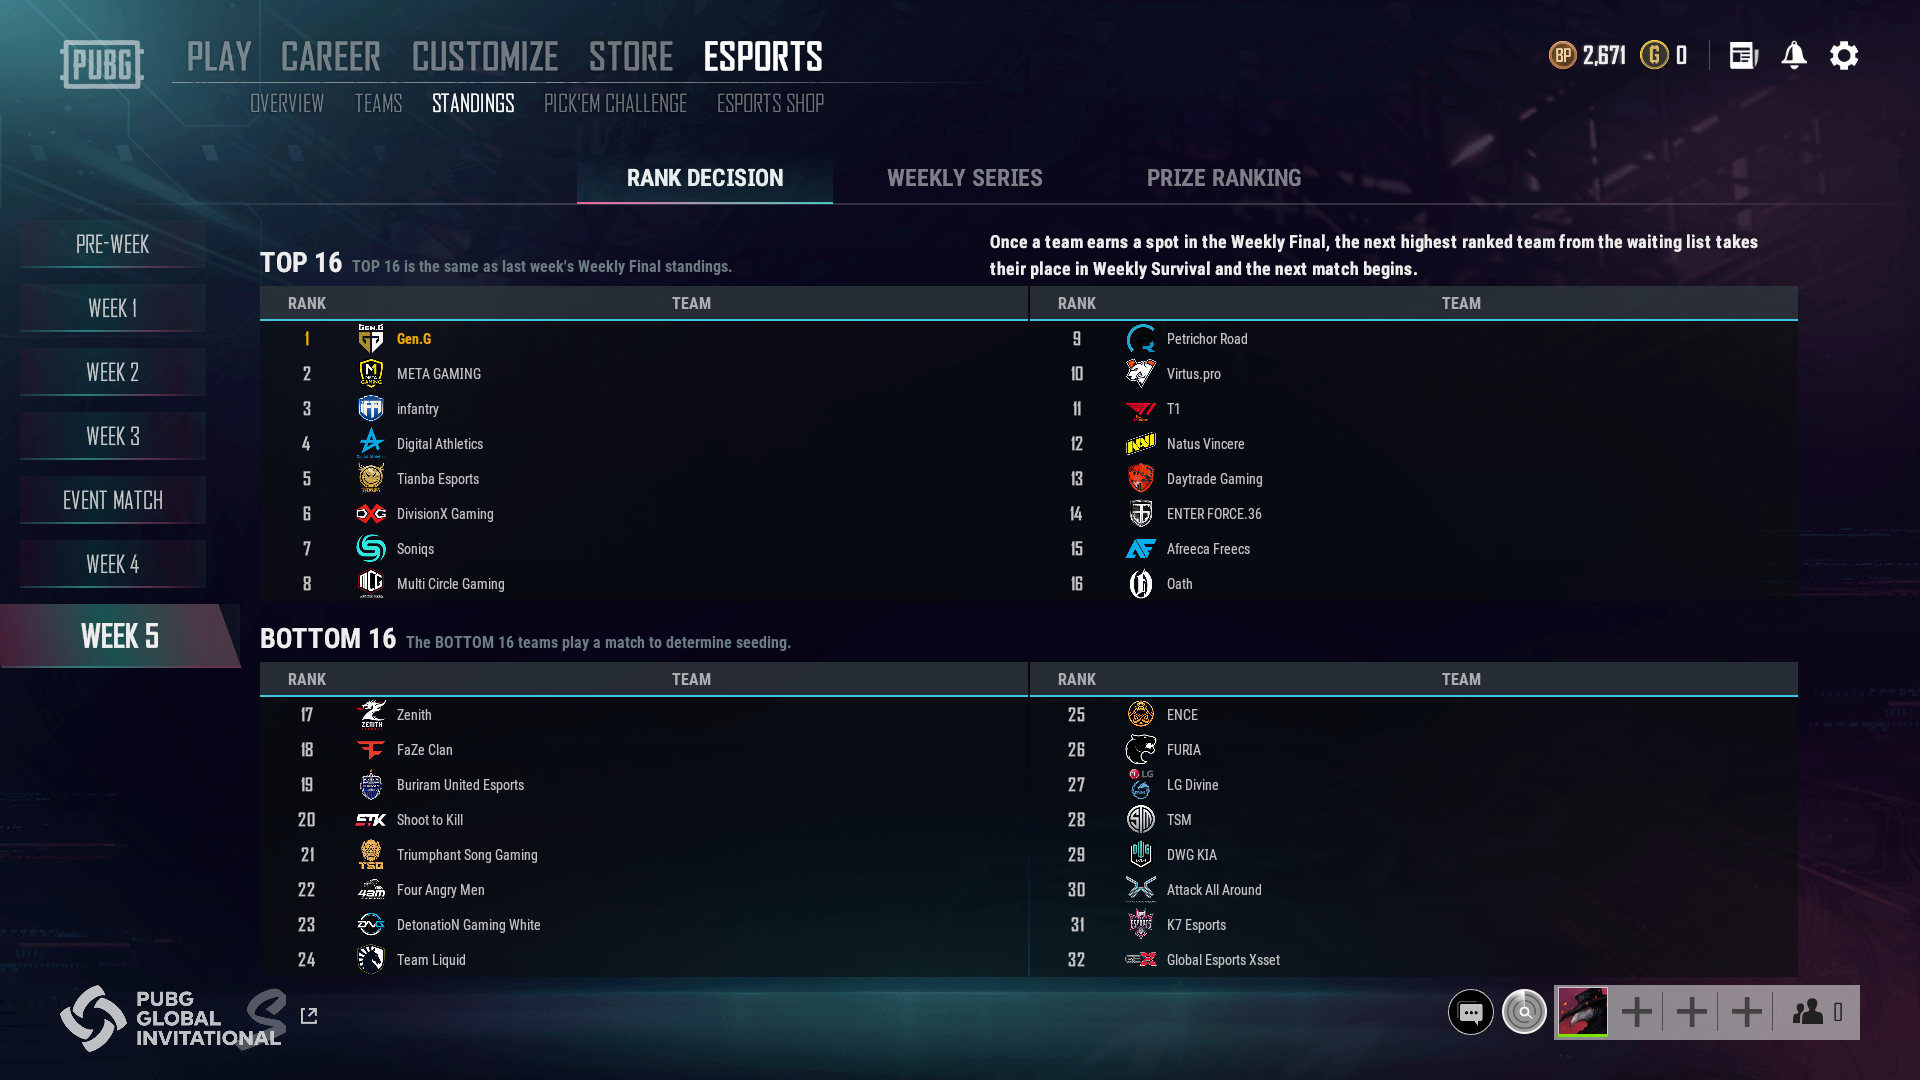 PUBG PLAY CAREER CUSTOMIZE STORE ESPORTS BP 2,671 G 0
OVERVIEW TEAMS STANDINGS PICK'EM CHALLENGE ESPORTS SHOP
RANK DECISION WEEKLY SERIES PRIZE RANKING
PRE-WEEK
WEEK 1
WEEK 2
WEEK 3
EVENT MATCH
WEEK 4
WEEK 5
TOP 16 TOP 16 is the same as last week's Weekly Final standings.
Once a team earns a spot in the Weekly Final, the next highest ranked team from the waiting list takes
their place in Weekly Survival and the next match begins.
RANK TEAM
1 Gen.G
2 META GAMING
3 infantry
4 Digital Athletics
5 Tianba Esports
6 DivisionX Gaming
7 Soniqs
8 Multi Circle Gaming
RANK TEAM
9 Petrichor Road
10 Virtus.pro
11 T1
12 Natus Vincere
13 Daytrade Gaming
14 ENTER FORCE.36
15 Afreeca Freecs
16 Oath
BOTTOM 16 The BOTTOM 16 teams play a match to determine seeding.
RANK TEAM
17 Zenith
18 FaZe Clan
19 Buriram United Esports
20 Shoot to Kill
21 Triumphant Song Gaming
22 Four Angry Men
23 DetonatioN Gaming White
24 Team Liquid
RANK TEAM
25 ENCE
26 FURIA
27 LG Divine
28 TSM
29 DWG KIA
30 Attack All Around
31 K7 Esports
32 Global Esports Xsset
PUBG
GLOBAL
INVITATIONAL
S